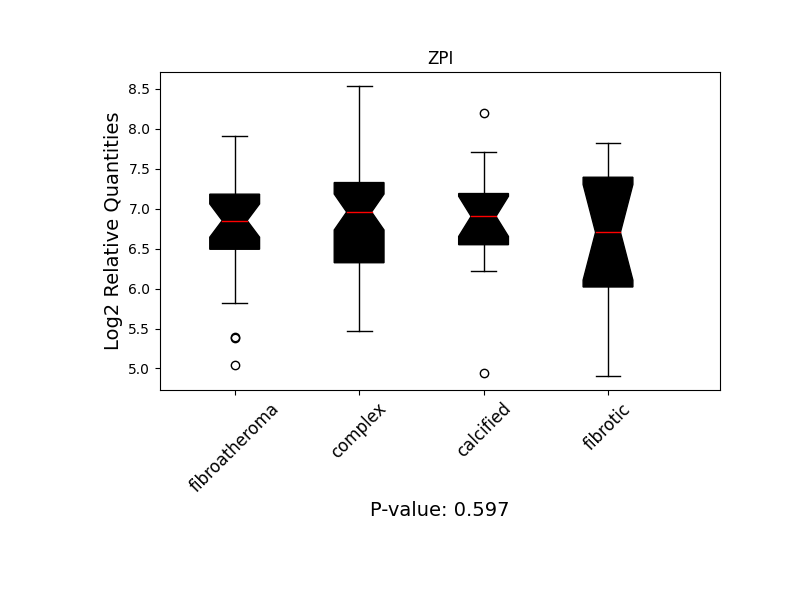 ZPI
Log2 Relative Quantities
8.5
8.0
7.5
7.0
6.5
6.0
5.5
5.0
fibroatheroma
complex
calcified
fibrotic
P-value: 0.597